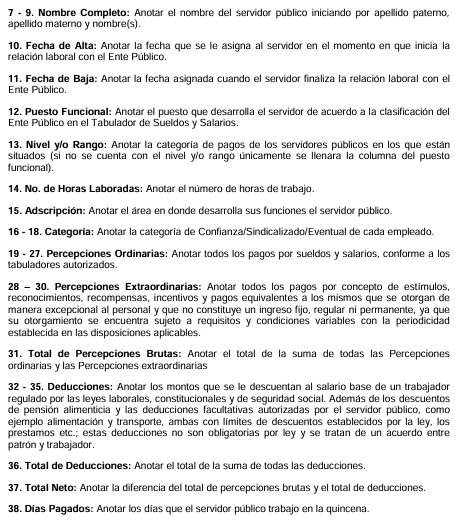 7 - 9. Nombre Completo: Anotar el nombre del servidor público iniciando por apellido paterno,
apellido materno y nombre(s).
10. Fecha de Alta: Anotar la fecha que se le asigna al servidor en el momento en que inicia la
relación laboral con el Ente Público.
11. Fecha de Baja: Anotar la fecha asignada cuando el servidor finaliza la relación laboral con el
Ente Público.
12. Puesto Funcional: Anotar el puesto que desarrolla el servidor de acuerdo a la clasificación del
Ente Público en el Tabulador de Sueldos y Salarios.
13. Nivel y/o Rango: Anotar la categoría de pagos de los servidores públicos en los que están
situados (si no se cuenta con el nivel y/o rango únicamente se llenara la columna del puesto
funcional).
14. No. de Horas Laboradas: Anotar el número de horas de trabajo.
15. Adscripción: Anotar el área en donde desarrolla sus funciones el servidor público.
16 - 18. Categoría: Anotar la categoría de Confianza/Sindicalizado/Eventual de cada empleado.
19 - 27. Percepciones Ordinarias: Anotar todos los pagos por sueldos y salarios, conforme a los
tabuladores autorizados.
28 – 30. Percepciones Extraordinarias: Anotar todos los pagos por concepto de estímulos,
reconocimientos, recompensas, incentivos y pagos equivalentes a los mismos que se otorgan de
manera excepcional al personal y que no constituye un ingreso fijo, regular ni permanente, ya que
su otorgamiento se encuentra sujeto a requisitos y condiciones variables con la periodicidad
establecida en las disposiciones aplicables.
31. Total de Percepciones Brutas: Anotar el total de la suma de todas las Percepciones
ordinarias y las Percepciones extraordinarias
32 - 35. Deducciones: Anotar los montos que se le descuentan al salario base de un trabajador
regulado por las leyes laborales, constitucionales y de seguridad social. Además de los descuentos
de pensión alimenticia y las deducciones facultativas autorizadas por el servidor público, como
ejemplo alimentación y transporte, ambas con límites de descuentos establecidos por la ley, los
prestamos etc.; estas deducciones no son obligatorias por ley y se tratan de un acuerdo entre
patrón y trabajador.
36. Total de Deducciones: Anotar el total de la suma de todas las deducciones.
37. Total Neto: Anotar la diferencia del total de percepciones brutas y el total de deducciones.
38. Días Pagados: Anotar los días que el servidor público trabajo en la quincena.